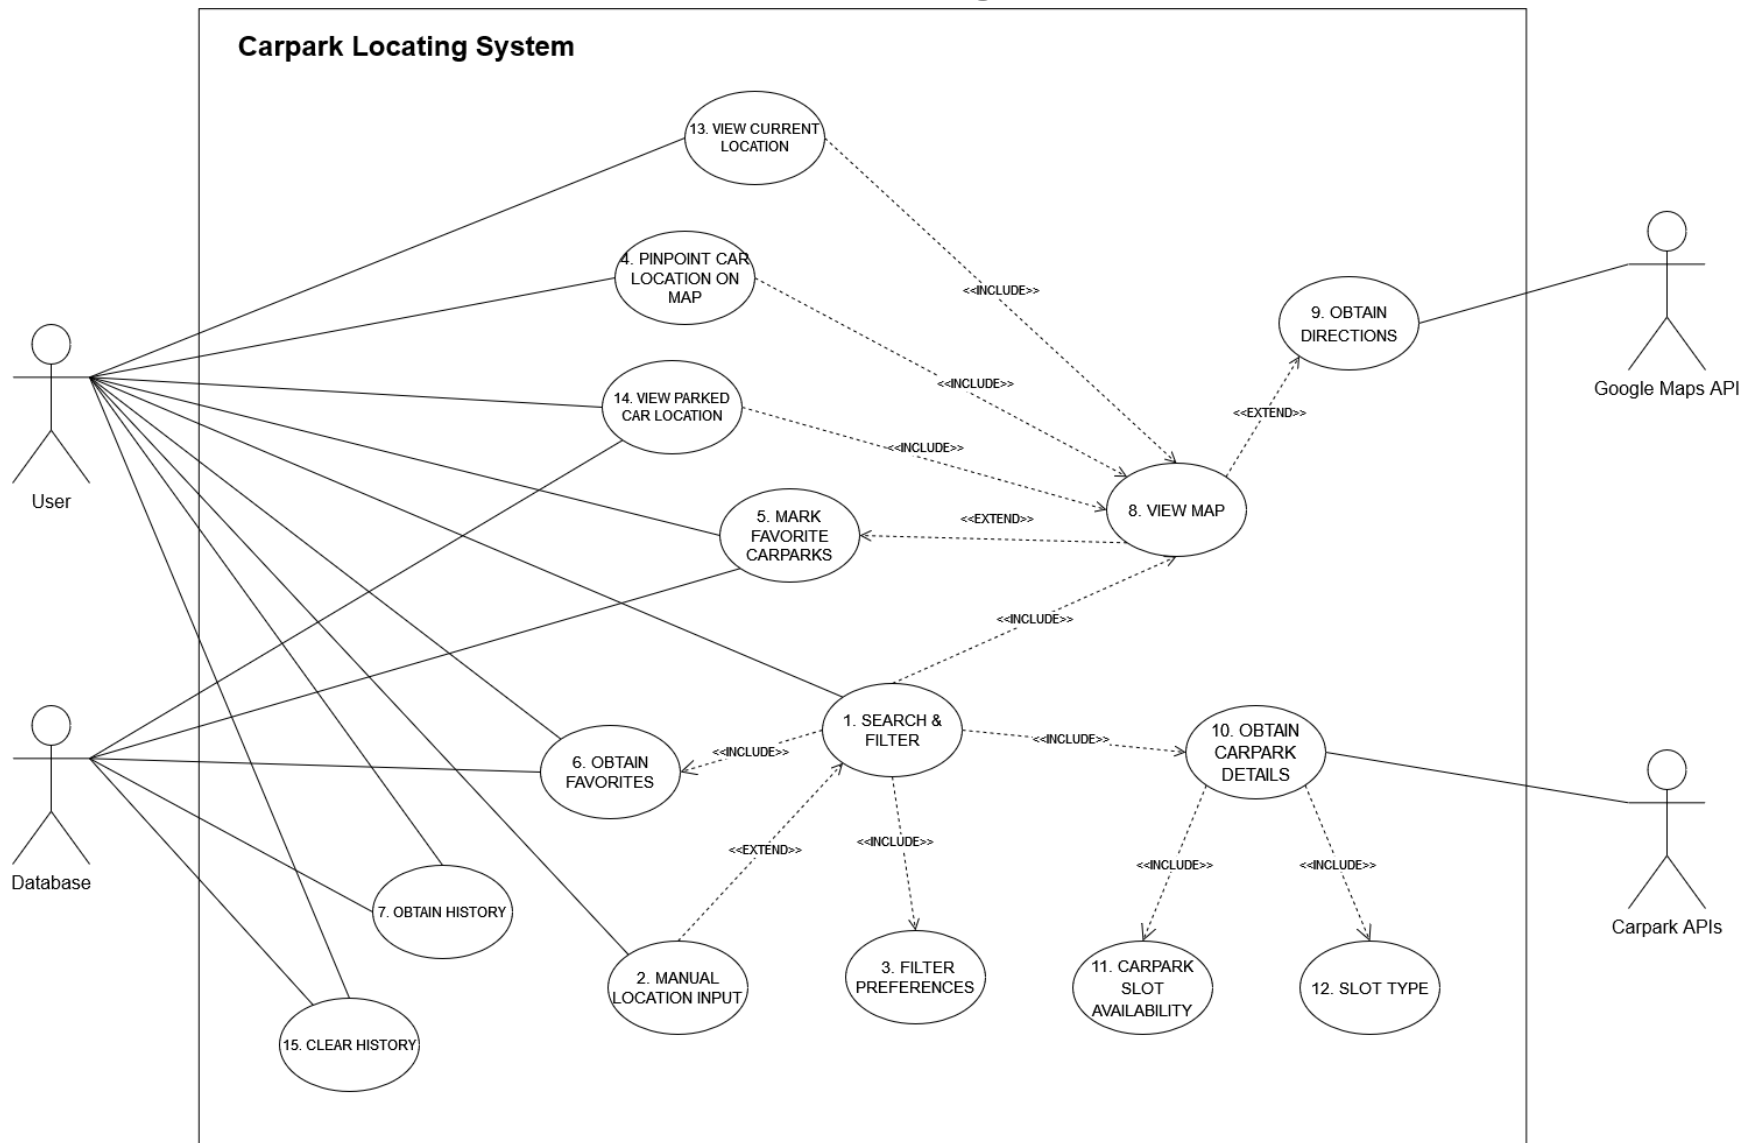 Carpark Locating System
13. VIEW CURRENT
LOCATION
4. PINPOINT CAR
LOCATION ON
MAP
<<INCLUDE>>
9. OBTAIN
DIRECTIONS
Google Maps API
<<INCLUDE>>
14. VIEW PARKED
CAR LOCATION
<<EXTEND>>
<<INCLUDE>>
User
8. VIEW MAP
5. MARK
FAVORITE
CARPARKS
<<EXTEND>>
<<INCLUDE>>
1. SEARCH &
FILTER
10. OBTAIN
CARPARK
DETAILS
<<INCLUDE>>
<<INCLUDE>>
6. OBTAIN
FAVORITES
<<EXTEND>>
<<INCLUDE>>
<<INCLUDE>>
<<INCLUDE>>
Database
7. OBTAIN HISTORY
Carpark APIs
2. MANUAL
LOCATION INPUT
3. FILTER
PREFERENCES
11. CARPARK
SLOT
AVAILABILITY
12. SLOT TYPE
15. CLEAR HISTORY